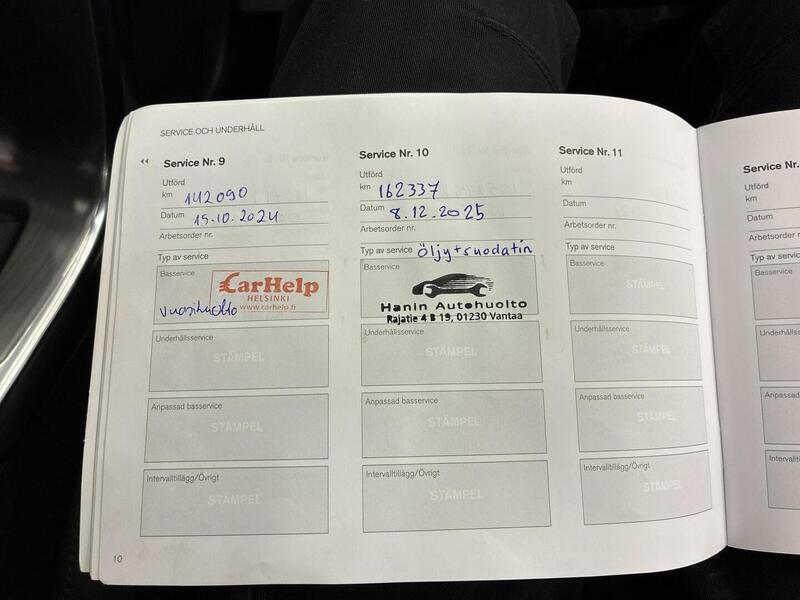 SERVICE OCH UNDERHÅLL
Service Nr. 9
Utförd
km 142090
Datum 15.10.2024
Arbetsorder nr.
Typ av service
Basservice
CarHelp
HELSINKI
www.carhelp.fi
vuosihuolto
Underhållsservice
STÄMPEL
Anpassad basservice
STÄMPEL
Intervalltillägg/Övrigt
STÄMPEL
10
Service Nr. 10
Utförd
km 162337
Datum 8.12.2025
Arbetsorder nr.
Typ av service öljy+suodatin
Basservice
Hanin Autohuolto
Rajatie 4 B 19, 01230 Vantaa
Underhållsservice
STÄMPEL
Anpassad basservice
STÄMPEL
Intervalltillägg/Övrigt
STÄMPEL
Service Nr. 11
Utförd
km
Datum
Arbetsorder nr.
Typ av service
Basservice
STÄMPEL
Underhållsservice
STÄMPEL
Anpassad basservice
STÄMPEL
Intervalltillägg/Övrigt
STÄMPEL
Service Nr.
Utförd
km
Datum
Arbetsorder nr.
Typ av service
Basservice
Underhållsservice
Anpassad
Intervalltil